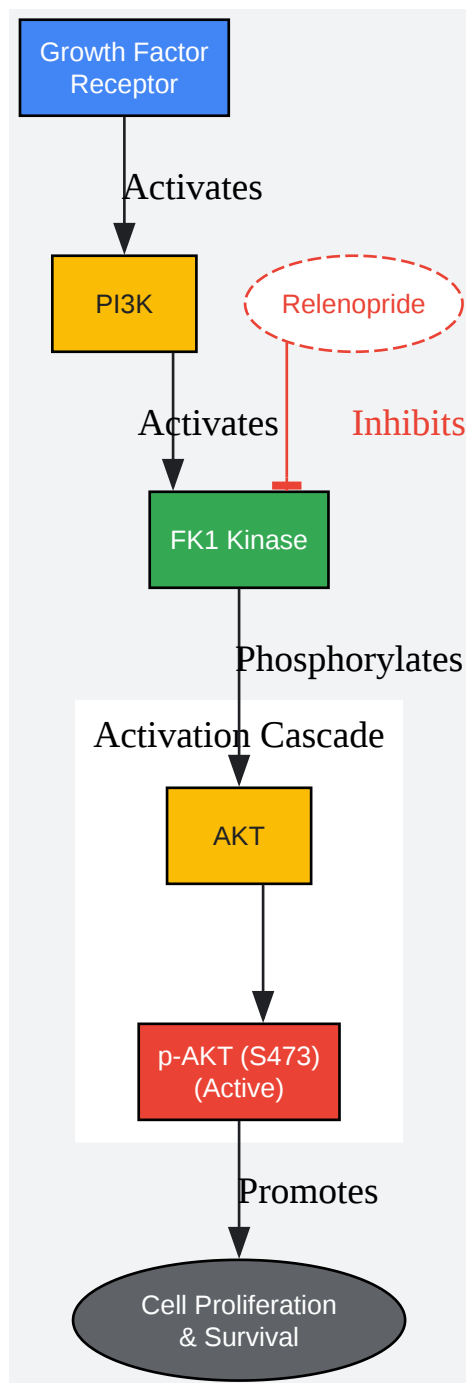 Growth Factor
Receptor
Activates
PI3K
Relenopride
Activates
Inhibits
FK1 Kinase
Phosphorylates
Activation Cascade
AKT
p-AKT (S473)
(Active)
Promotes
Cell Proliferation
& Survival